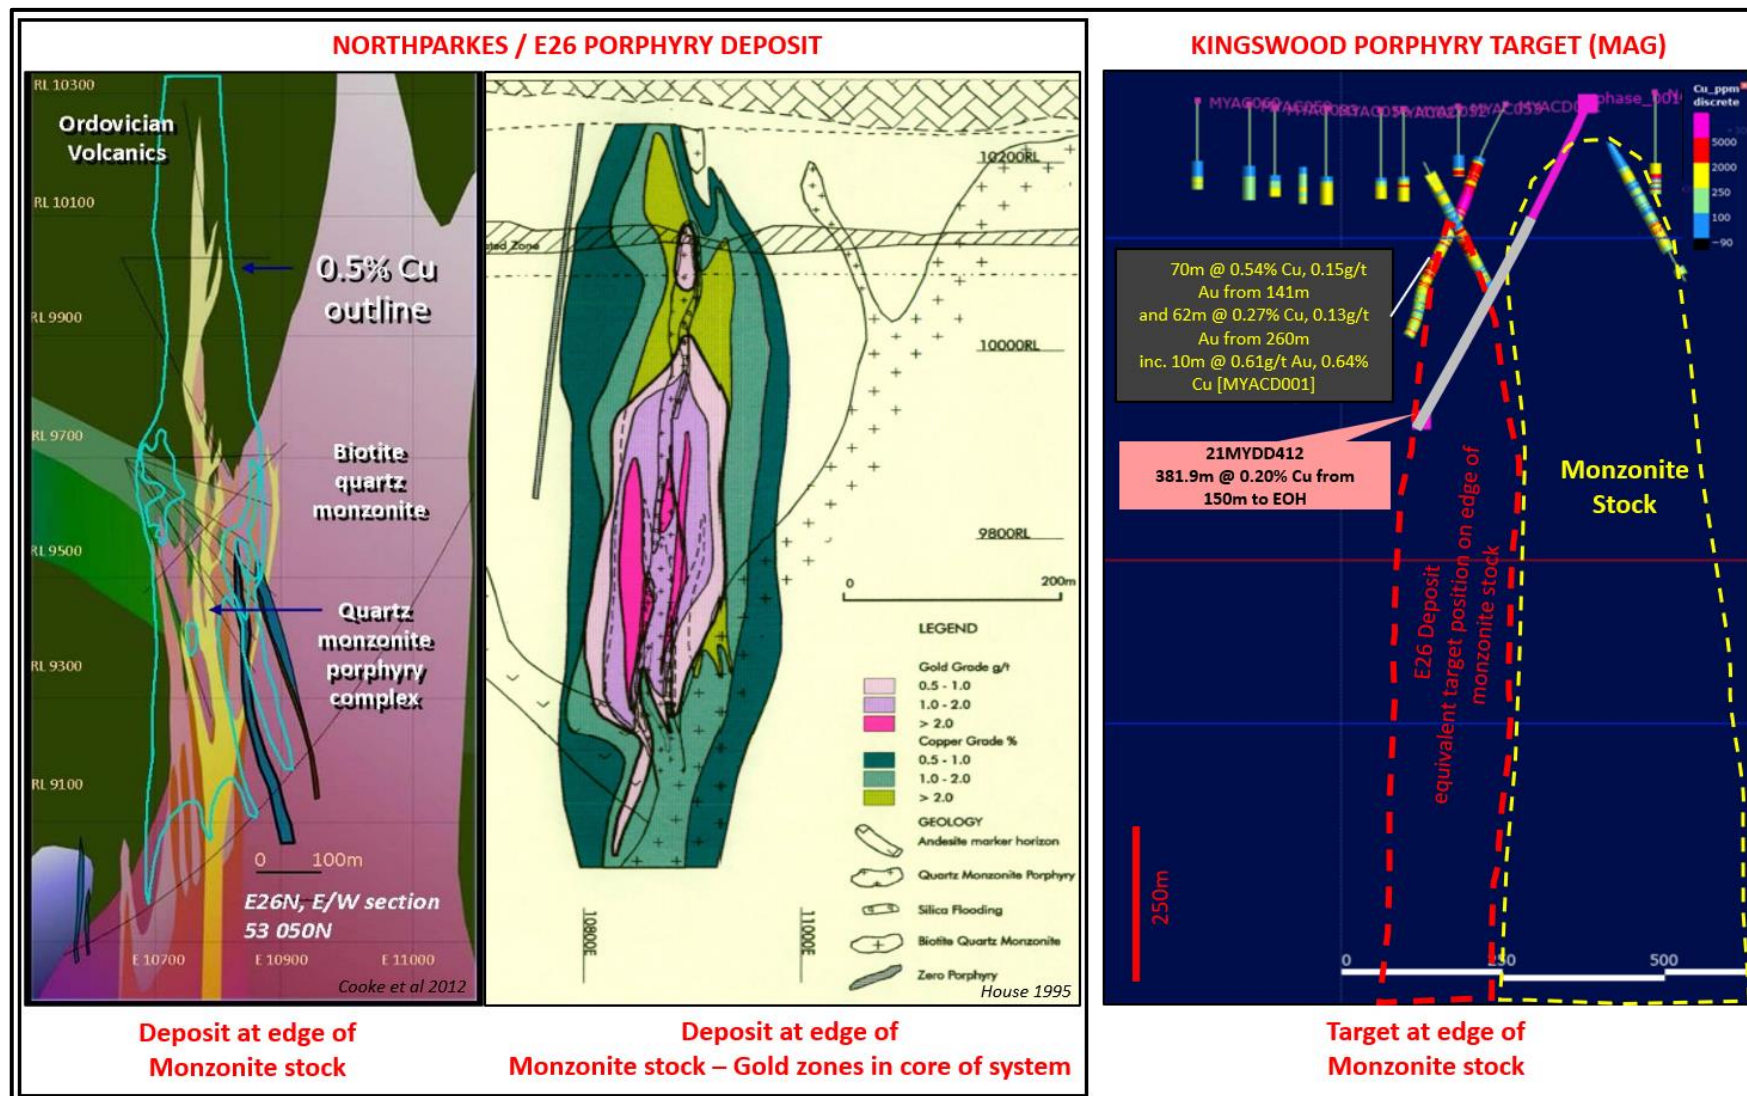 NORTHPARKES / E26 PORPHYRY DEPOSIT
RL 10300
Ordovician
Volcanics
RL 10100
0.5% Cu
outline
RL 9900
RL 9700
Biotite
quartz
monzonite
RL 9500
Quartz
monzonite
porphyry
complex
RL 9300
RL 9100
0 100m
E26N, E/W section
53 050N
E 10700 E 10900 E 11000
Cooke et al 2012
10200RL
Zone
10000RL
9800RL
0 200m
LEGEND
Gold Grade g/t
0.5 - 1.0
1.0 - 2.0
> 2.0
Copper Grade %
0.5 - 1.0
1.0 - 2.0
> 2.0
GEOLOGY
Andesite marker horizon
Quartz Monzonite Porphyry
Silica Flooding
Biotite Quartz Monzonite
Zero Porphyry
10800E
11000E
House 1995
Deposit at edge of
Monzonite stock
Deposit at edge of
Monzonite stock – Gold zones in core of system
KINGSWOOD PORPHYRY TARGET (MAG)
Cu_ppm
discrete
5000
2000
250
100
~90
70m @ 0.54% Cu, 0.15g/t
Au from 141m
and 62m @ 0.27% Cu, 0.13g/t
Au from 260m
inc. 10m @ 0.61g/t Au, 0.64%
Cu [MYACD001]
21MYDD412
381.9m @ 0.20% Cu from
150m to EOH
Monzonite
Stock
E26 Deposit
equivalent target position on edge of
monzonite stock
250m
0 250 500
Target at edge of
Monzonite stock